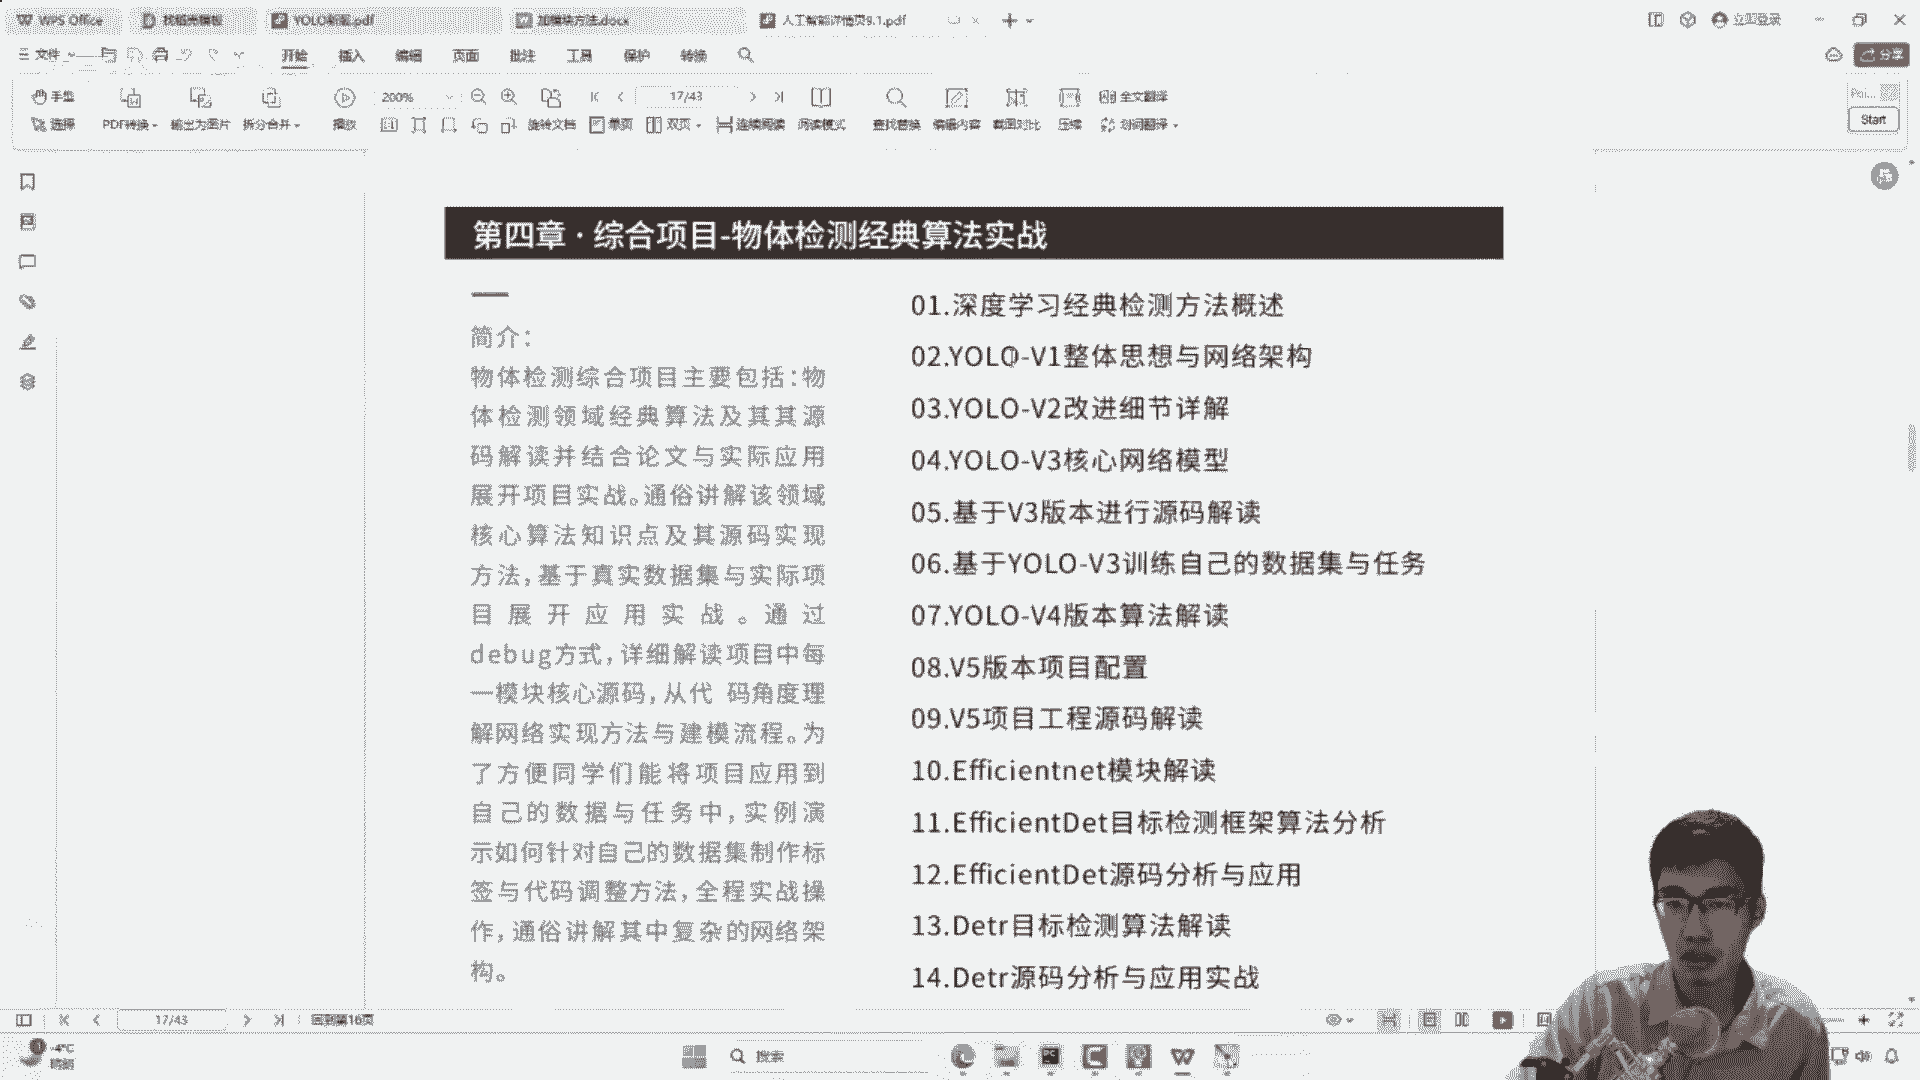 WPS Office
找稻壳模板
YOLO新版.pdf
加模块方法.docx
人工智能详情页9.1.pdf
立即登录
文件
开始
插入
编辑
页面
批注
工具
保护
转换
分享
手型
200%
17/43
全文翻译
选择
PDF转换
输出为图片
拆分合并
播放
旋转文档
单页
双页
连续阅读
阅读模式
查找替换
编辑内容
截图对比
压缩
划词翻译
Start
第四章·综合项目-物体检测经典算法实战
简介:
物体检测综合项目主要包括:物
体检测领域经典算法及其其源
码解读并结合论文与实际应用
展开项目实战。通俗讲解该领域
核心算法知识点及其源码实现
方法,基于真实数据集与实际项
目展开应用实战。通过
debug方式,详细解读项目中每
一模块核心源码,从代 码角度理
解网络实现方法与建模流程。为
了方便同学们能将项目应用到
自己的数据与任务中,实例演
示如何针对自己的数据集制作标
签与代码调整方法,全程实战操
作,通俗讲解其中复杂的网络架
构。
01.深度学习经典检测方法概述
02.YOLO-V1整体思想与网络架构
03.YOLO-V2改进细节详解
04.YOLO-V3核心网络模型
05.基于V3版本进行源码解读
06.基于YOLO-V3训练自己的数据集与任务
07.YOLO-V4版本算法解读
08.V5版本项目配置
09.V5项目工程源码解读
10.Efficientnet模块解读
11.EfficientDet目标检测框架算法分析
12.EfficientDet源码分析与应用
13.Detr目标检测算法解读
14.Detr源码分析与应用实战
17/43
回到第16页
-4°C
晴朗
搜索